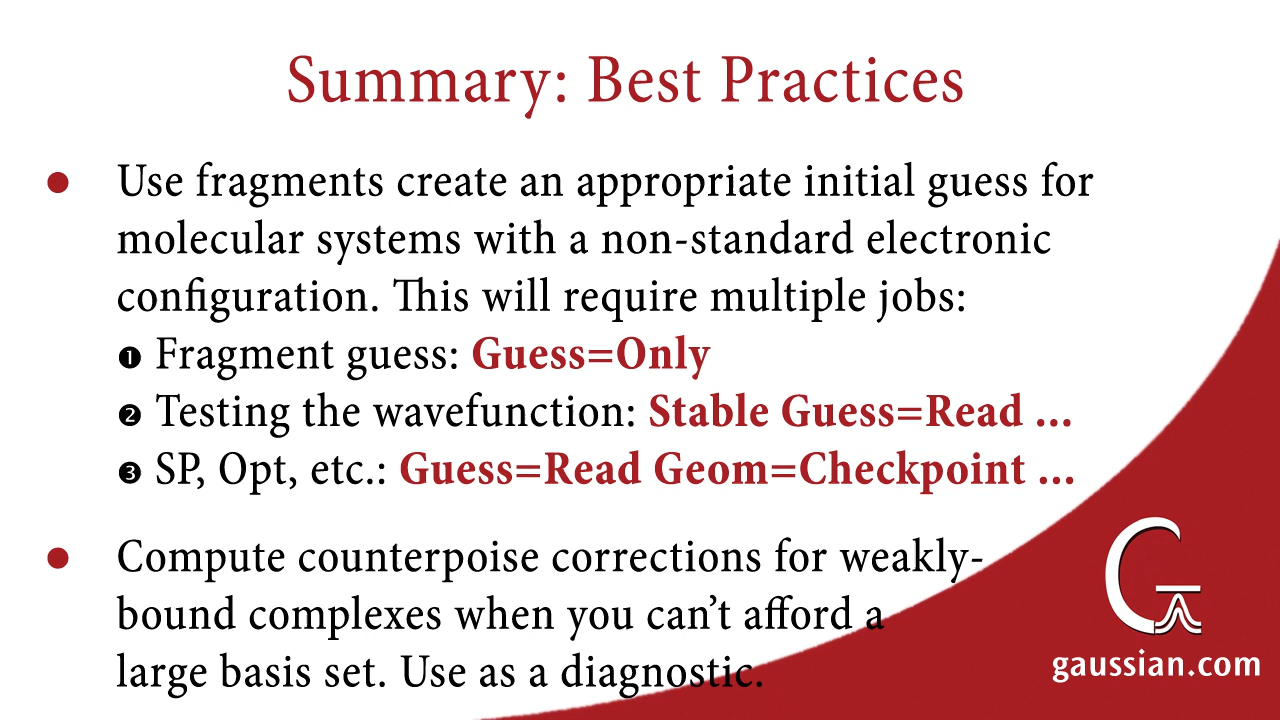 Summary: Best Practices
● Use fragments create an appropriate initial guess for
molecular systems with a non-standard electronic
configuration. This will require multiple jobs:
❶ Fragment guess: Guess=Only
❷ Testing the wavefunction: Stable Guess=Read ...
❸ SP, Opt, etc.: Guess=Read Geom=Checkpoint ...
● Compute counterpoise corrections for weakly-
bound complexes when you can’t afford a
large basis set. Use as a diagnostic.
G
gaussian.com